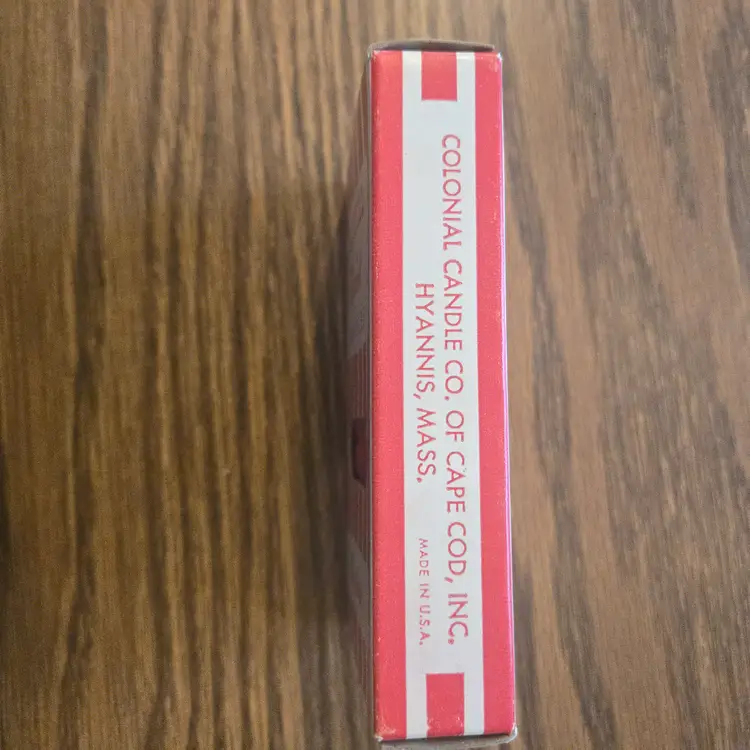 COLONIAL CANDLE CO. OF CAPE COD, INC.
HYANNIS, MASS.
MADE IN U.S.A.